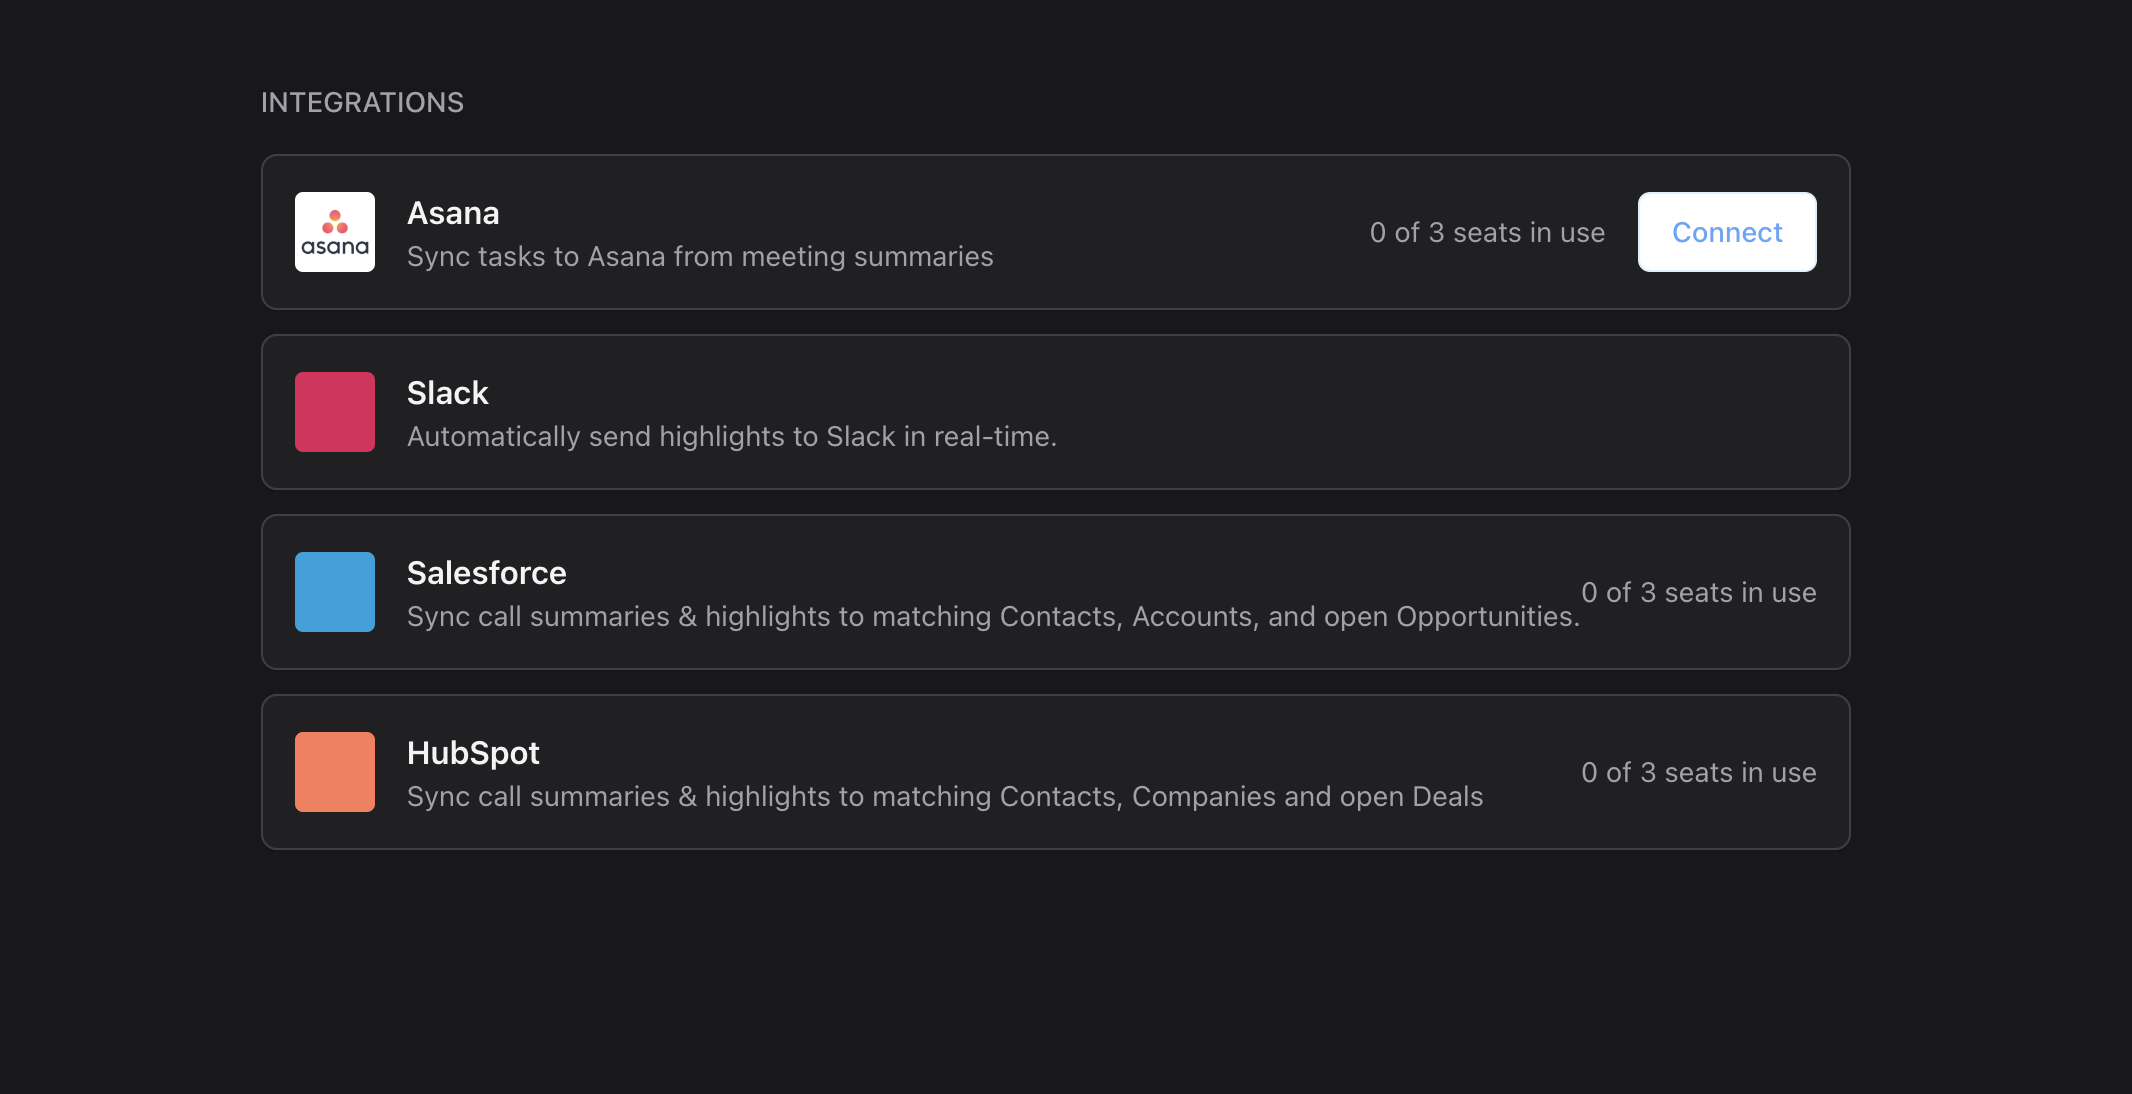 INTEGRATIONS
asana
Asana
Sync tasks to Asana from meeting summaries
0 of 3 seats in use
Connect
Slack
Automatically send highlights to Slack in real-time.
Salesforce
Sync call summaries & highlights to matching Contacts, Accounts, and open Opportunities.
0 of 3 seats in use
HubSpot
Sync call summaries & highlights to matching Contacts, Companies and open Deals
0 of 3 seats in use